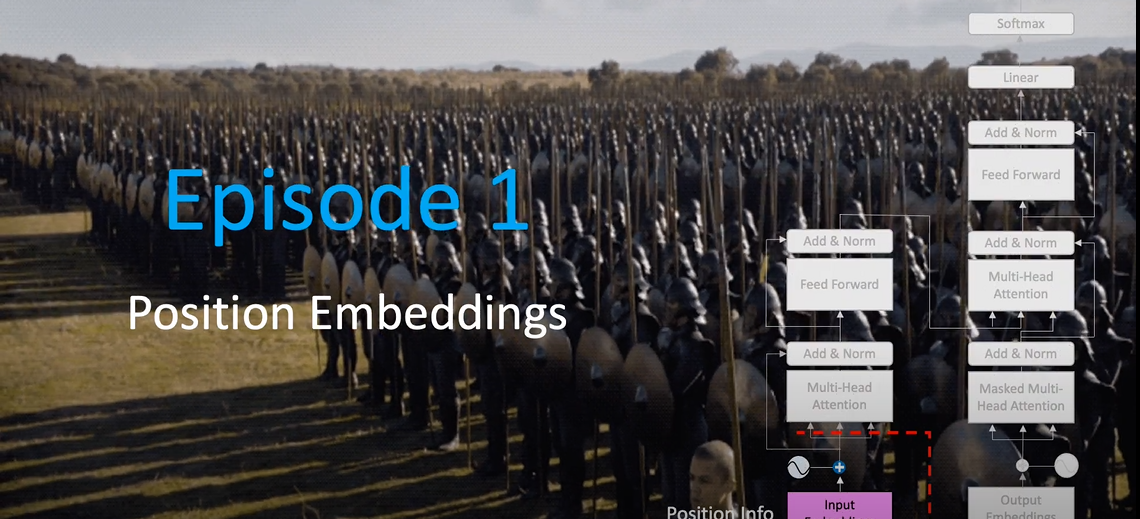 Episode 1
Position Embeddings
Softmax
Linear
Add & Norm
Feed Forward
Add & Norm
Multi-Head
Attention
Add & Norm
Masked Multi-
Head Attention
Output
Embeddings
Add & Norm
Feed Forward
Add & Norm
Multi-Head
Attention
Input
Position Info